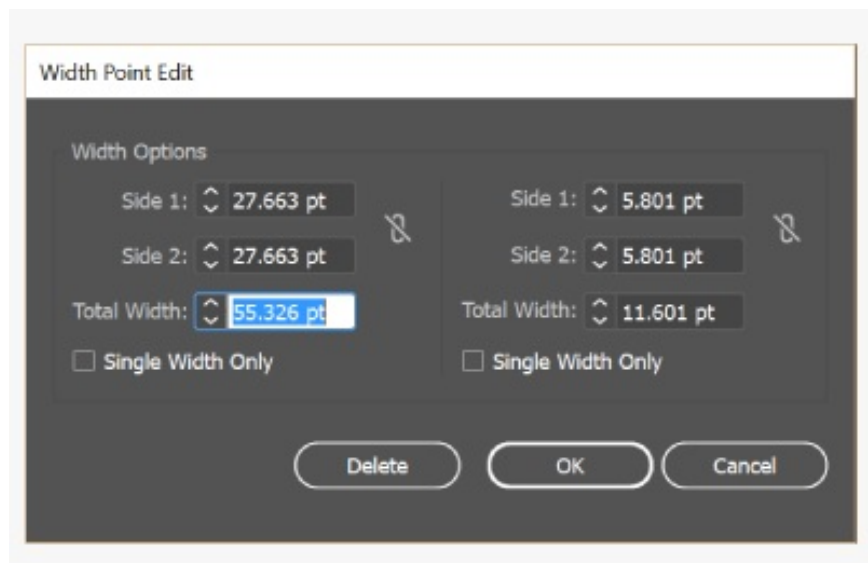 Width Point Edit
Width Options
Side 1: 27.663 pt
Side 2: 27.663 pt
Total Width: 55.326 pt
Single Width Only
Side 1: 5.801 pt
Side 2: 5.801 pt
Total Width: 11.601 pt
Single Width Only
Delete
OK
Cancel